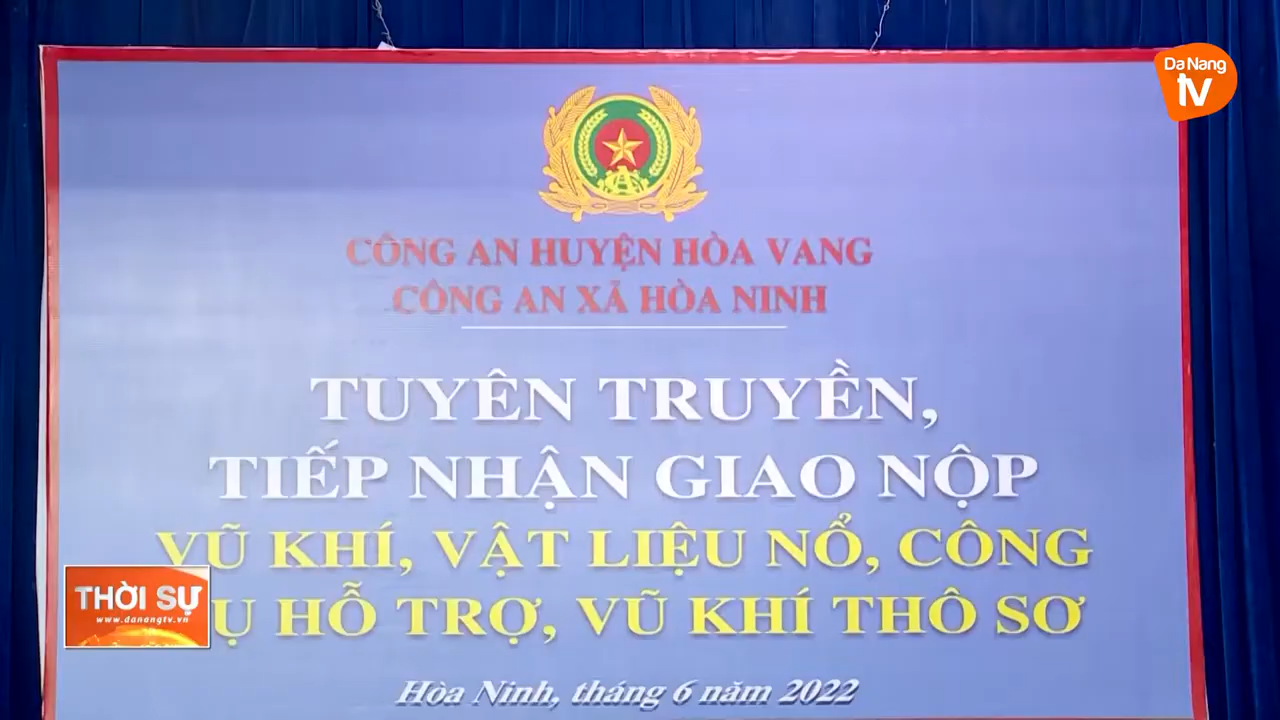 Da Nang
tv
CÔNG AN HUYỆN HÒA VANG
CÔNG AN XÃ HÒA NINH
TUYÊN TRUYỀN,
TIẾP NHẬN GIAO NỘP
VŨ KHÍ, VẬT LIỆU NỔ, CÔNG
HỖ TRỢ, VŨ KHÍ THÔ SƠ
THỜI SỰ
www.danangtv.vn
Hòa Ninh, tháng 6 năm 2022